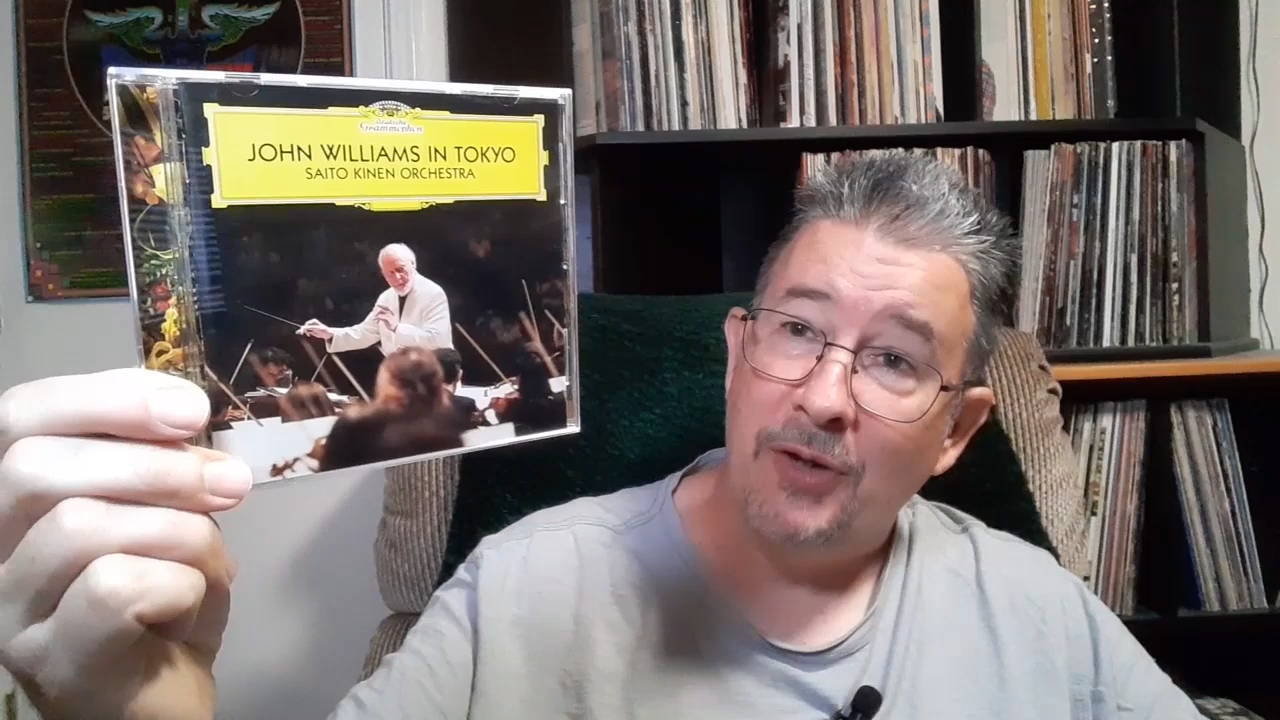 Deutsche
Grammophon
JOHN WILLIAMS IN TOKYO
SAITO KINEN ORCHESTRA